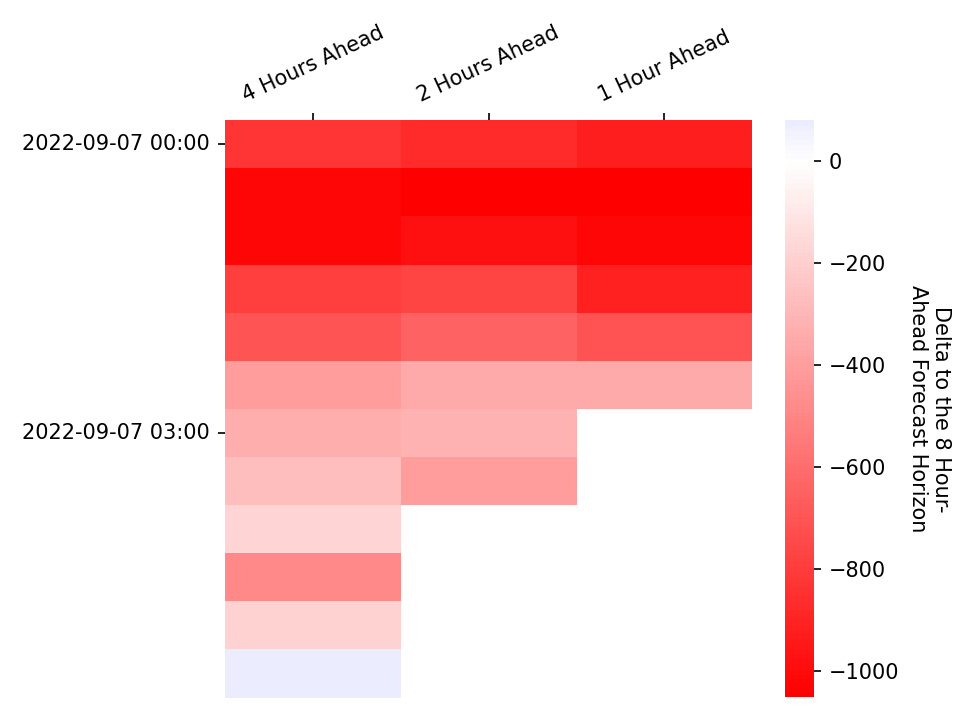 4 Hours Ahead
2 Hours Ahead
1 Hour Ahead
2022-09-07 00:00
2022-09-07 03:00
0
−200
−400
−600
−800
−1000
Delta to the 8 Hour-
Ahead Forecast Horizon